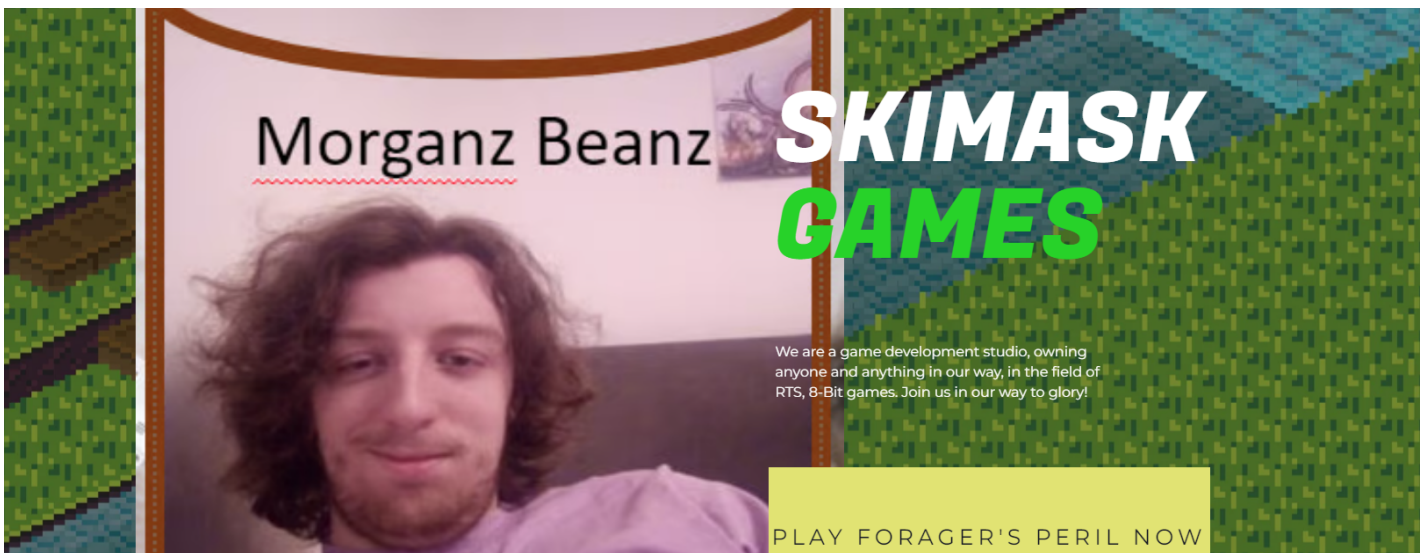 Morganz Beanz
SKIMASK
GAMES
We are a game development studio, owning
anyone and anything in our way, in the field of
RTS, 8-Bit games. Join us in our way to glory!
PLAY FORAGER'S PERIL NOW